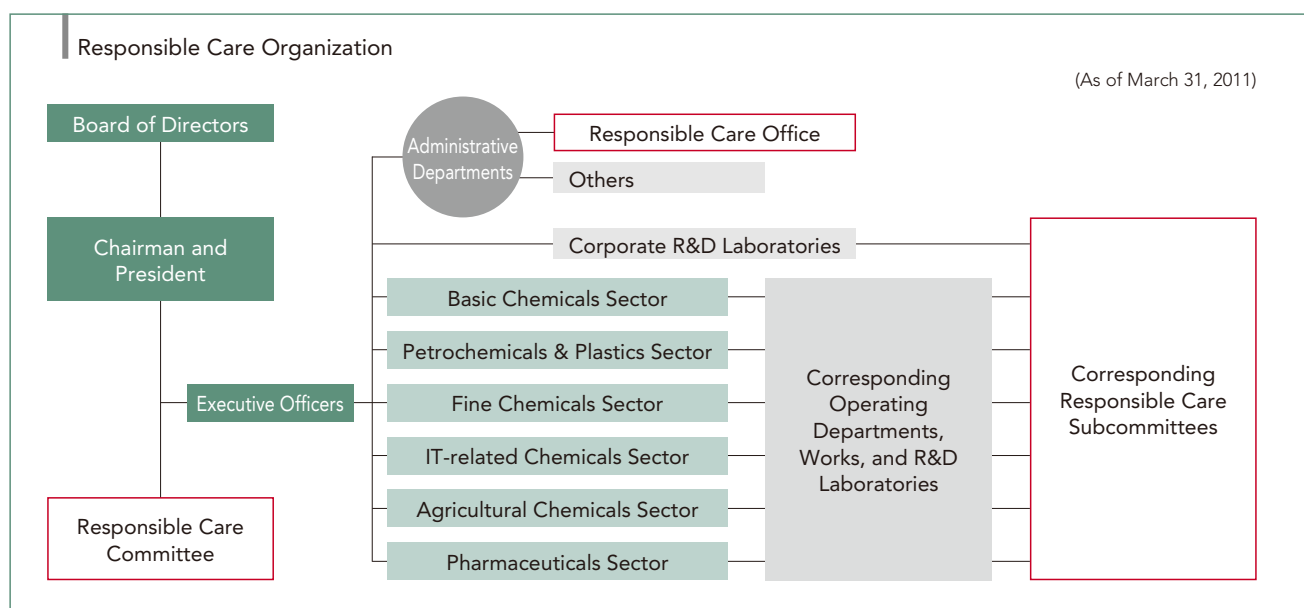 Responsible Care Organization
(As of March 31, 2011)
Board of Directors
Chairman and
President
Executive Officers
Responsible Care
Committee
Administrative
Departments
Responsible Care Office
Others
Corporate R&D Laboratories
Basic Chemicals Sector
Petrochemicals & Plastics Sector
Fine Chemicals Sector
IT-related Chemicals Sector
Agricultural Chemicals Sector
Pharmaceuticals Sector
Corresponding
Operating
Departments,
Works, and R&D
Laboratories
Corresponding
Responsible Care
Subcommittees